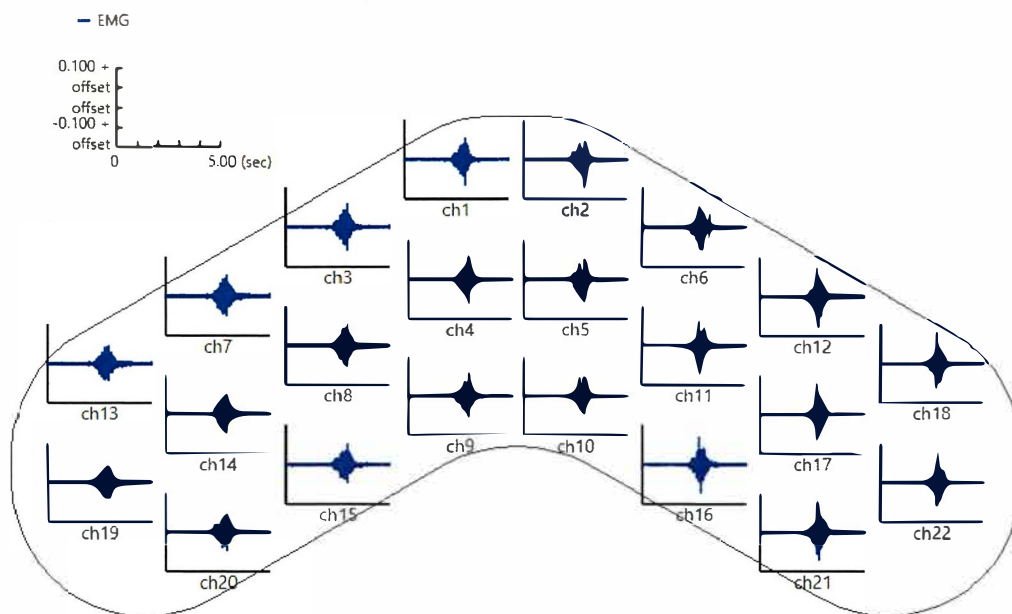 EMG
0.100 +
offset
offset
-0.100 +
offset
0 5.00 (sec)
ch1 ch2
ch3 ch6
ch4 ch5
ch7 ch12
ch8 ch11
ch13 ch18
ch9 ch10
ch14 ch17
ch15 ch16
ch19 ch22
ch20 ch21